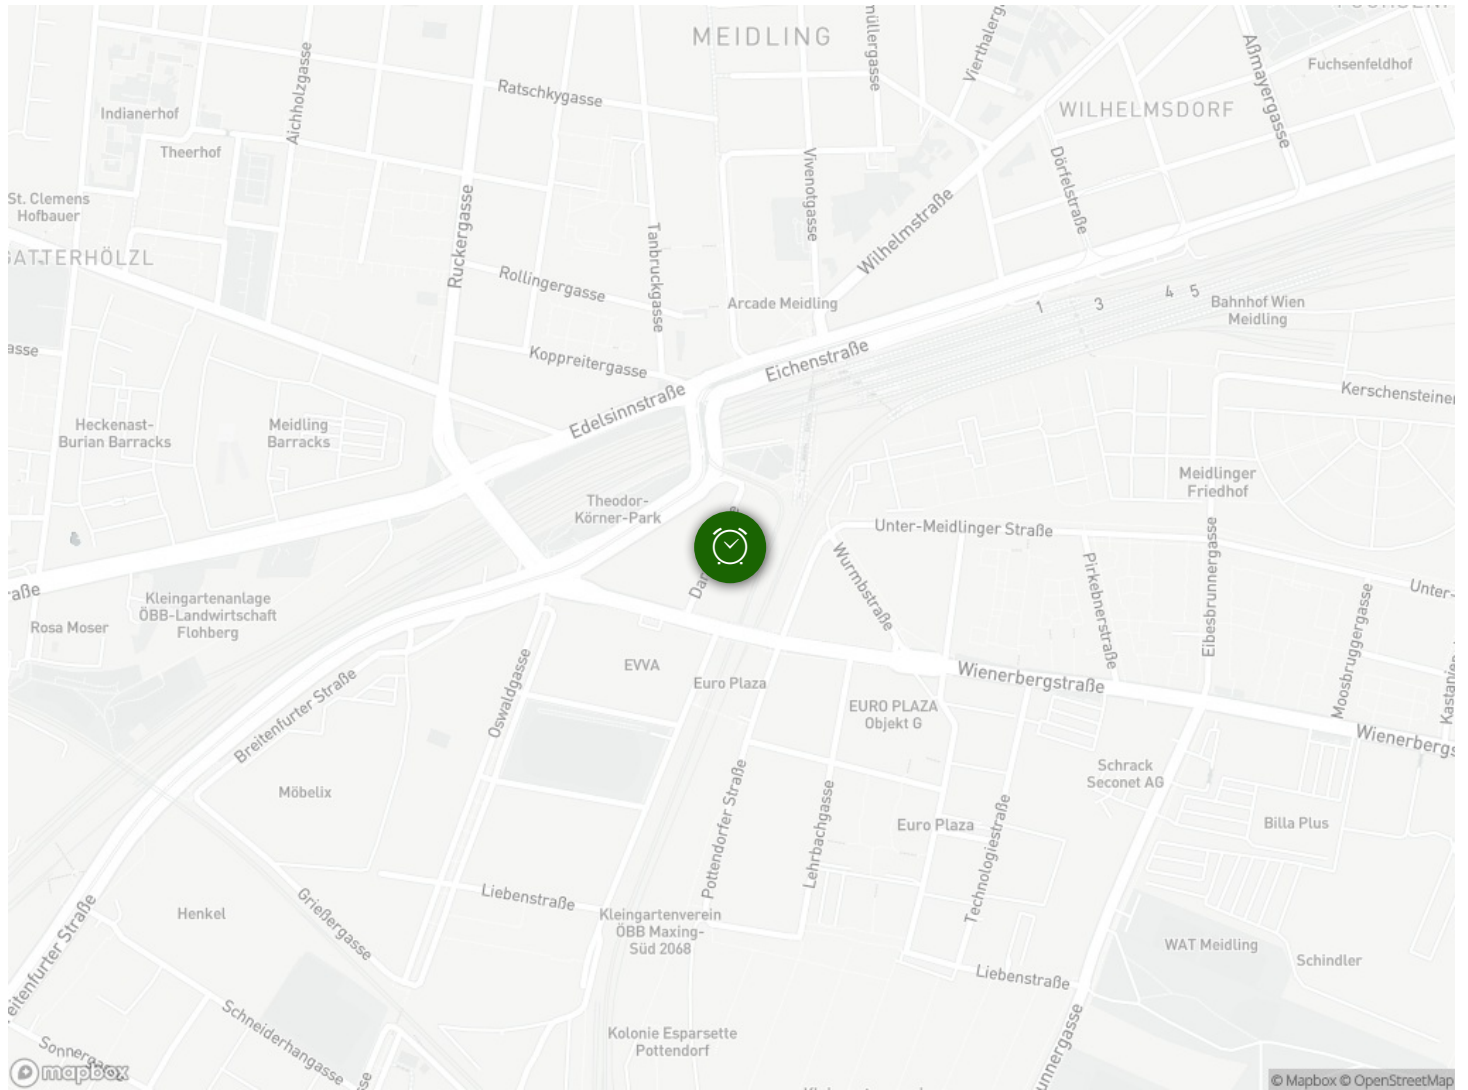 MEIDLING
Fuchsenfeldhof
Aßmayergasse
WILHELMSDORF
Ratschkygasse
Aichholzgasse
Indianerhof
Theerhof
Vivenotgasse
Dörfelstraße
St. Clemens
Hofbauer
Ruckergasse
Tanbruckgasse
Wilhelmstraße
GATTERHÖLZL
Rollingergasse
Arcade Meidling
1
3
4
5
Bahnhof Wien
Meidling
Koppreitergasse
Eichenstraße
Edelsinnstraße
Heckenast-
Burian Barracks
Meidling
Barracks
Meidlinger
Friedhof
Theodor-
Körner-Park
Unter-Meidlinger Straße
Wurmbstraße
Pirkebnerstraße
Eibesbrunnergasse
Unter-
Moosbruggergasse
Kleingartenanlage
ÖBB-Landwirtschaft
Flohberg
Rosa Moser
EVVA
Euro Plaza
Wienerbergstraße
EURO PLAZA
Objekt G
Oswaldgasse
Breitenfurter Straße
Schrack
Seconet AG
Möbelix
Pottendorfer Straße
Lehrbachgasse
Euro Plaza
Technologiestraße
Billa Plus
Liebenstraße
Henkel
Grießergasse
Kleingartenverein
ÖBB Maxing-
Süd 2068
WAT Meidling
Schindler
Liebenstraße
Schneiderhangasse
Kolonie Esparsette
Pottendorf
Sonnergasse
mapbox
© Mapbox © OpenStreetMap